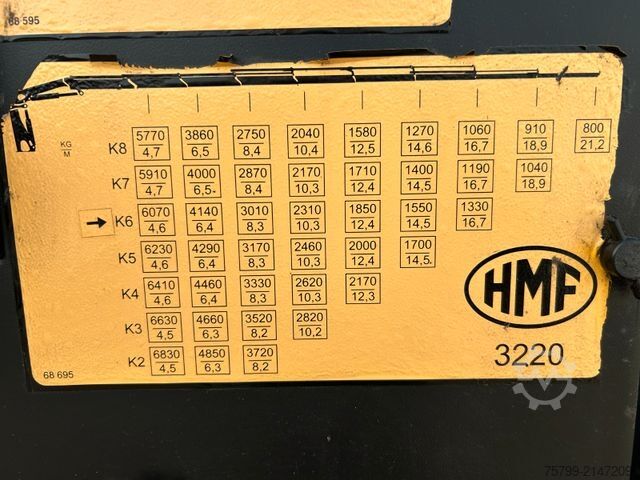 68 595
KG
M
K8 5770 3860 2750 2040 1580 1270 1060 910 800
4,7 6,5 8,4 10,4 12,5 14,6 16,7 18,9 21,2
K7 5910 4000 2870 2170 1710 1400 1190 1040
4,7 6,5 8,4 10,3 12,4 14,5 16,7 18,9
K6 6070 4140 3010 2310 1850 1550 1330
4,6 6,4 8,3 10,3 12,4 14,5 16,7
K5 6230 4290 3170 2460 2000 1700
4,6 6,4 8,3 10,3 12,4 14,5
K4 6410 4460 3330 2620 2170
4,6 6,4 8,3 10,3 12,3
K3 6630 4660 3520 2820
4,5 6,3 8,2 10,2
K2 6830 4850 3720
4,5 6,3 8,2
HMF
3220
68 695